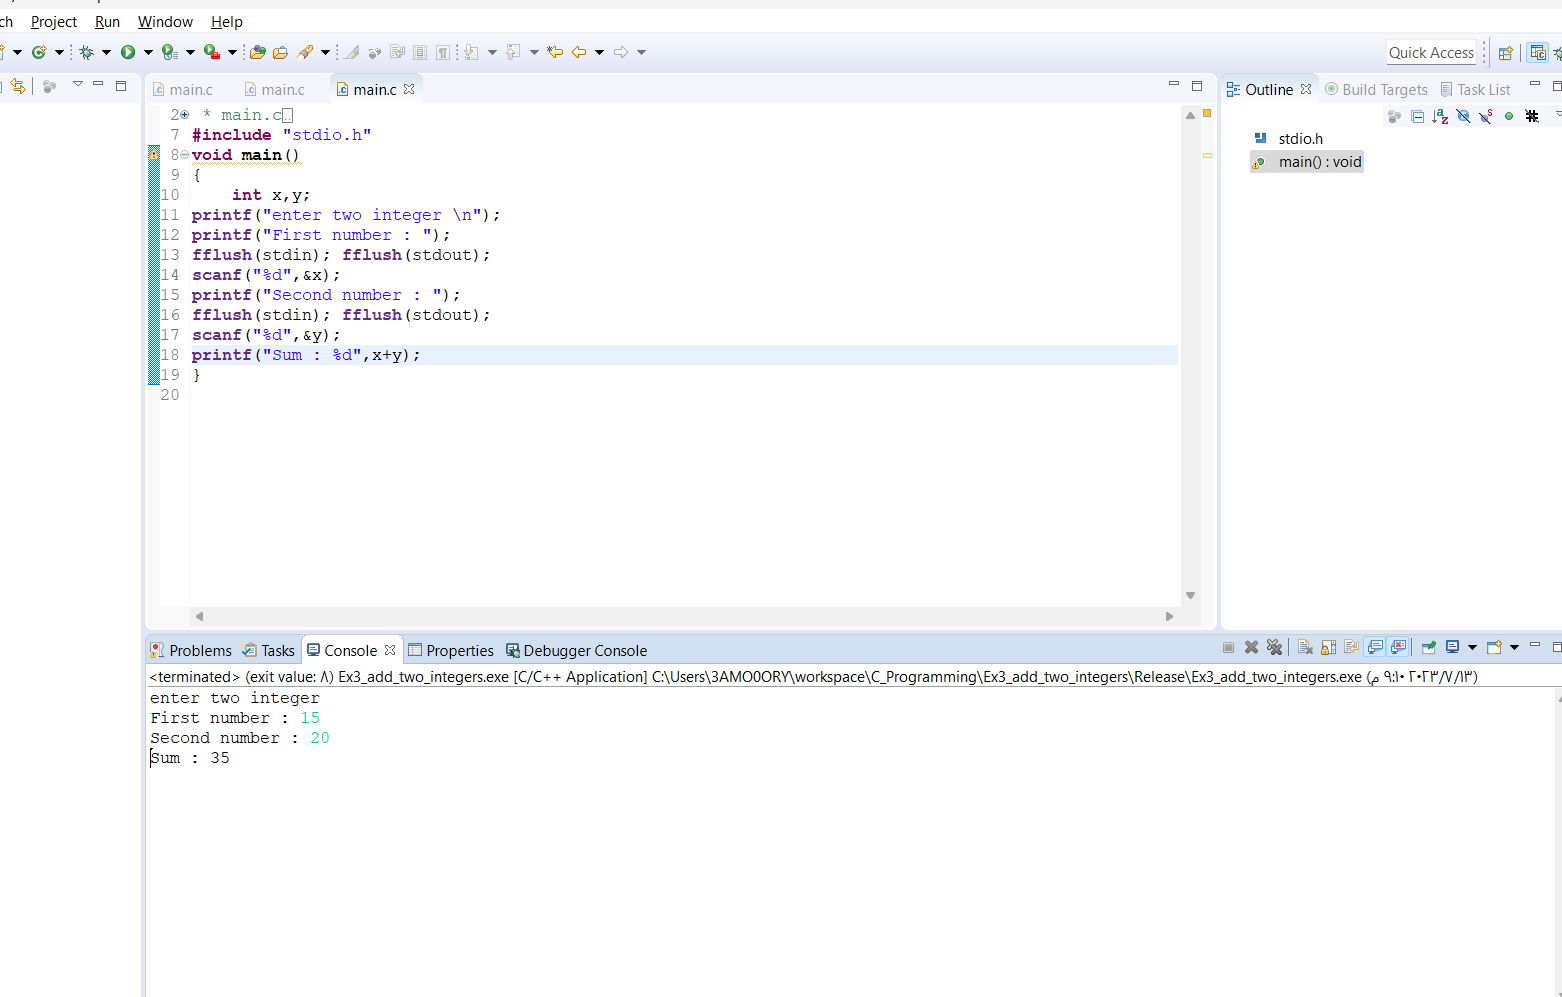 ch Project Run Window Help
Quick Access
main.c main.c main.c
2 * main.c
7 #include "stdio.h"
8 void main()
9 {
10 int x,y;
11 printf("enter two integer \n");
12 printf("First number : ");
13 fflush(stdin); fflush(stdout);
14 scanf("%d",&x);
15 printf("Second number : ");
16 fflush(stdin); fflush(stdout);
17 scanf("%d",&y);
18 printf("Sum : %d",x+y);
19 }
20
Outline Build Targets Task List
stdio.h
main() : void
Problems Tasks Console Properties Debugger Console
<terminated> (exit value: ٨) Ex3_add_two_integers.exe [C/C++ Application] C:\Users\3AMO0ORY\workspace\C_Programming\Ex3_add_two_integers\Release\Ex3_add_two_integers.exe (٢٠٢٣/٧/١٣ ٩:١٠ م)
enter two integer
First number : 15
Second number : 20
Sum : 35